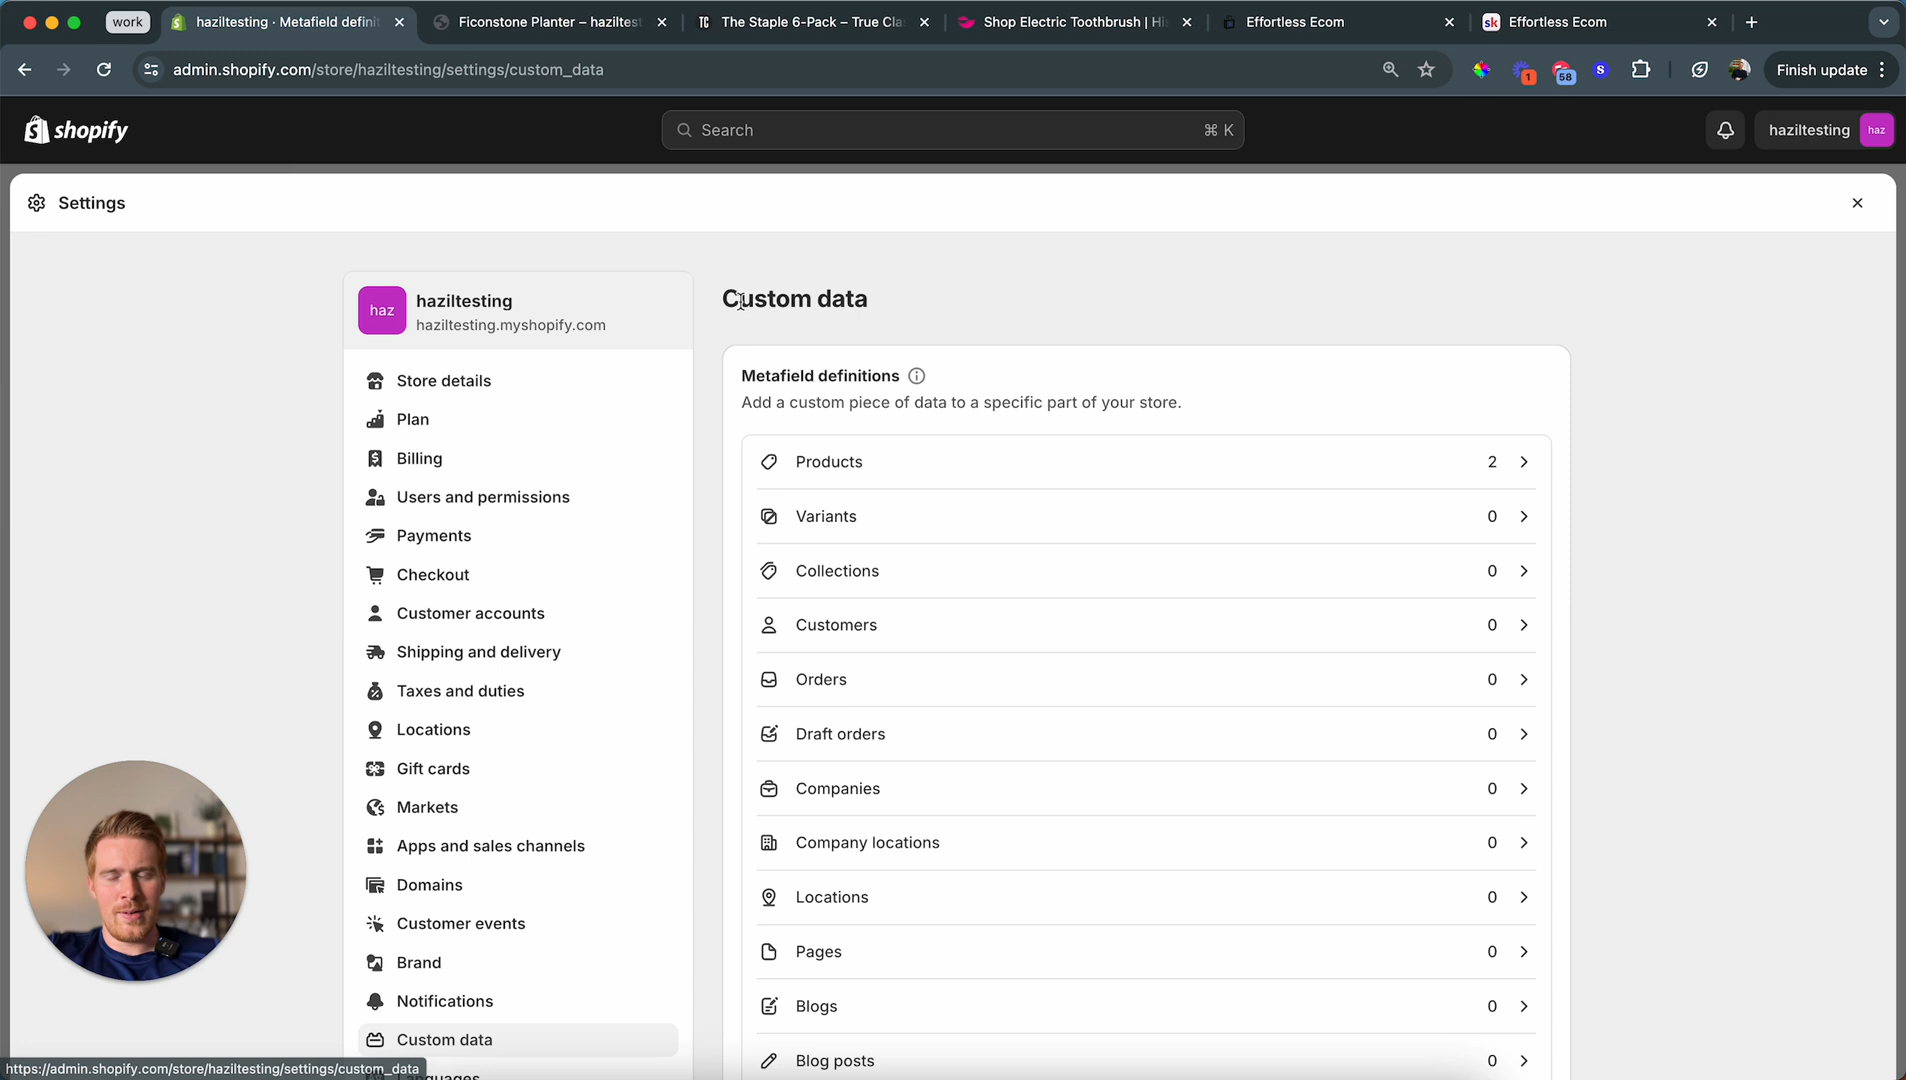 work
haziltesting · Metafield defini
Ficonstone Planter – haziltest
TC
The Staple 6-Pack – True Cla
Shop Electric Toothbrush | Hi
Effortless Ecom
sk
Effortless Ecom
admin.shopify.com/store/haziltesting/settings/custom_data
1
58
S
Finish update
shopify
Search
⌘ K
haziltesting
haz
Settings
haz
haziltesting
haziltesting.myshopify.com
Store details
Plan
Billing
Users and permissions
Payments
Checkout
Customer accounts
Shipping and delivery
Taxes and duties
Locations
Gift cards
Markets
Apps and sales channels
Domains
Customer events
Brand
Notifications
Custom data
Languages
Custom data
Metafield definitions
Add a custom piece of data to a specific part of your store.
Products 2
Variants 0
Collections 0
Customers 0
Orders 0
Draft orders 0
Companies 0
Company locations 0
Locations 0
Pages 0
Blogs 0
Blog posts 0
https://admin.shopify.com/store/haziltesting/settings/custom_data